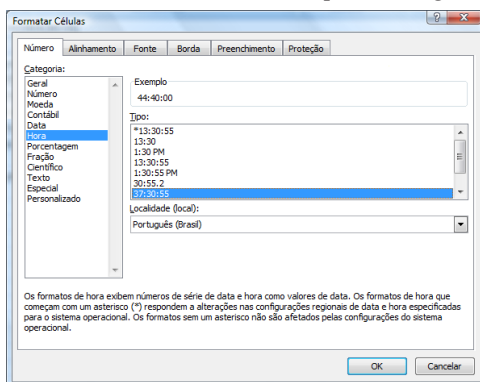 Formatar Células
Número Alinhamento Fonte Borda Preenchimento Proteção
Categoria:
Geral
Número
Moeda
Contábil
Data
Hora
Porcentagem
Fração
Científico
Texto
Especial
Personalizado
Exemplo
44:40:00
Tipo:
*13:30:55
13:30
1:30 PM
13:30:55
1:30:55 PM
30:55.2
37:30:55
Localidade (local):
Português (Brasil)
Os formatos de hora exibem números de série de data e hora como valores de data. Os formatos de hora que
começam com um asterisco (*) respondem a alterações nas configurações regionais de data e hora especificadas
para o sistema operacional. Os formatos sem um asterisco não são afetados pelas configurações do sistema
operacional.
OK Cancelar